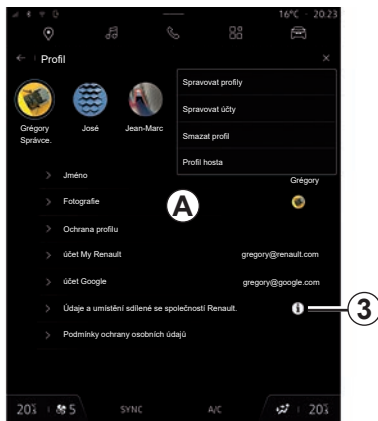 16°C · 20:23
← Profil ×
Grégory
Správce.
José
Jean-Marc
Spravovat profily
Spravovat účty
Smazat profil
Profil hosta
Jméno Grégory
Fotografie
A
Ochrana profilu
účet My Renault gregory@renault.com
účet Google gregory@google.com
Údaje a umístění sdílené se společností Renault.
3
Podmínky ochrany osobních údajů
5 SYNC A/C